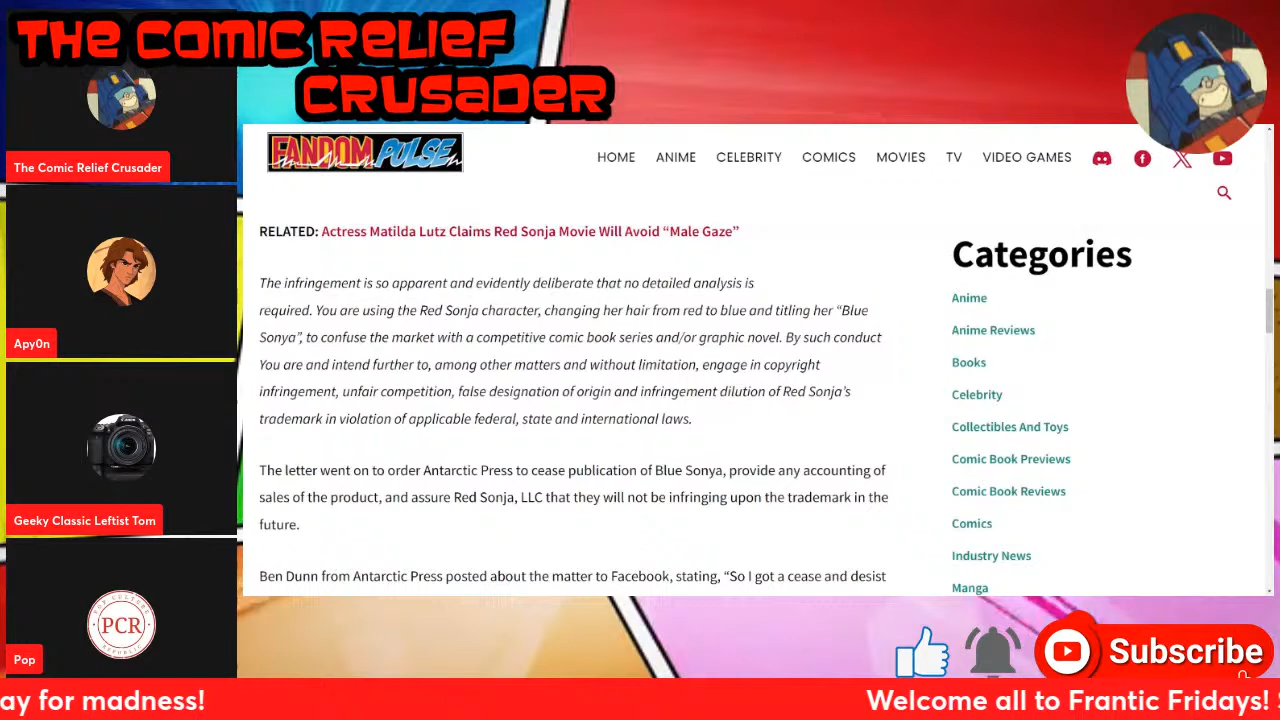 THE COMIC RELIEF
CRUSADER
The Comic Relief Crusader
Apy0n
Canon
Geeky Classic Leftist Tom
POP CULTURE
PCR
REPUBLIC
Pop
FANDOM PULSE
HOME ANIME CELEBRITY COMICS MOVIES TV VIDEO GAMES
RELATED: Actress Matilda Lutz Claims Red Sonja Movie Will Avoid “Male Gaze”
The infringement is so apparent and evidently deliberate that no detailed analysis is
required. You are using the Red Sonja character, changing her hair from red to blue and titling her “Blue
Sonya”, to confuse the market with a competitive comic book series and/or graphic novel. By such conduct
You are and intend further to, among other matters and without limitation, engage in copyright
infringement, unfair competition, false designation of origin and infringement dilution of Red Sonja’s
trademark in violation of applicable federal, state and international laws.
The letter went on to order Antarctic Press to cease publication of Blue Sonya, provide any accounting of
sales of the product, and assure Red Sonja, LLC that they will not be infringing upon the trademark in the
future.
Ben Dunn from Antarctic Press posted about the matter to Facebook, stating, “So I got a cease and desist
Categories
Anime
Anime Reviews
Books
Celebrity
Collectibles And Toys
Comic Book Previews
Comic Book Reviews
Comics
Industry News
Manga
Subscribe
ay for madness!
Welcome all to Frantic Fridays! S